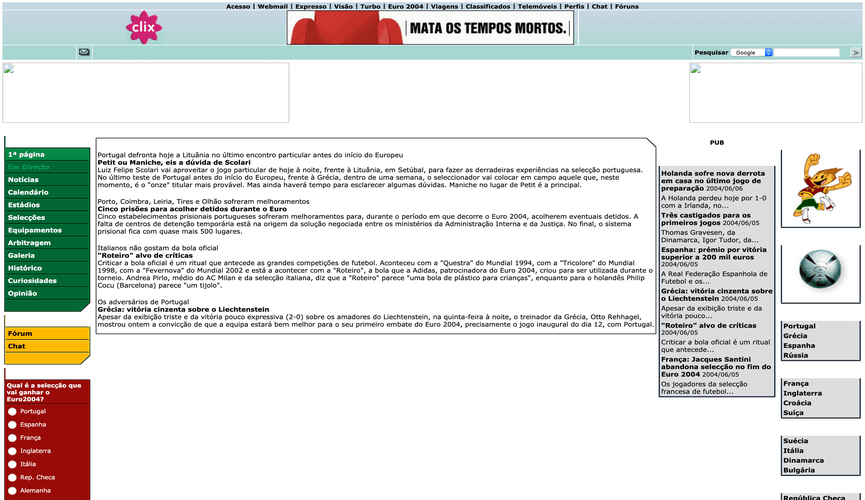 Acesso | Webmail | Expresso | Visão | Turbo | Euro 2004 | Viagens | Classificados | Telemóveis | Perfis | Chat | Fóruns
clix
MATA OS TEMPOS MORTOS.
Pesquisar Google >
1ª página
Em Directo
Notícias
Calendário
Estádios
Selecções
Equipamentos
Arbitragem
Galeria
Histórico
Curiosidades
Opinião
Fórum
Chat
Qual é a selecção que
vai ganhar o
Euro2004?
Portugal
Espanha
França
Inglaterra
Itália
Rep. Checa
Alemanha
Portugal defronta hoje a Lituânia no último encontro particular antes do início do Europeu
Petit ou Maniche, eis a dúvida de Scolari
Luiz Felipe Scolari vai aproveitar o jogo particular de hoje à noite, frente à Lituânia, em Setúbal, para fazer as derradeiras experiências na selecção portuguesa.
No último teste de Portugal antes do início do Europeu, frente à Grécia, dentro de uma semana, o seleccionador vai colocar em campo aquele que, neste
momento, é o "onze" titular mais provável. Mas ainda haverá tempo para esclarecer algumas dúvidas. Maniche no lugar de Petit é a principal.
Porto, Coimbra, Leiria, Tires e Olhão sofreram melhoramentos
Cinco prisões para acolher detidos durante o Euro
Cinco estabelecimentos prisionais portugueses sofreram melhoramentos para, durante o período em que decorre o Euro 2004, acolherem eventuais detidos. A
falta de centros de detenção temporária está na origem da solução negociada entre os ministérios da Administração Interna e da Justiça. No final, o sistema
prisional fica com quase mais 500 lugares.
Italianos não gostam da bola oficial
"Roteiro" alvo de críticas
Criticar a bola oficial é um ritual que antecede as grandes competições de futebol. Aconteceu com a "Questra" do Mundial 1994, com a "Tricolore" do Mundial
1998, com a "Fevernova" do Mundial 2002 e está a acontecer com a "Roteiro", a bola que a Adidas, patrocinadora do Euro 2004, criou para ser utilizada durante o
torneio. Andrea Pirlo, médio do AC Milan e da selecção italiana, diz que a "Roteiro" parece "uma bola de plástico para crianças", enquanto para o holandês Philip
Cocu (Barcelona) parece "um tijolo".
Os adversários de Portugal
Grécia: vitória cinzenta sobre o Liechtenstein
Apesar da exibição triste e da vitória pouco expressiva (2-0) sobre os amadores do Liechtenstein, na quinta-feira à noite, o treinador da Grécia, Otto Rehhagel,
mostrou ontem a convicção de que a equipa estará bem melhor para o seu primeiro embate do Euro 2004, precisamente o jogo inaugural do dia 12, com Portugal.
PUB
Holanda sofre nova derrota
em casa no último jogo de
preparação 2004/06/06
A Holanda perdeu hoje por 1-0
com a Irlanda, no...
Três castigados para os
primeiros jogos 2004/06/05
Thomas Gravesen, da
Dinamarca, Igor Tudor, da...
Espanha: prémio por vitória
superior a 200 mil euros
2004/06/05
A Real Federação Espanhola de
Futebol e os...
Grécia: vitória cinzenta sobre
o Liechtenstein 2004/06/05
Apesar da exibição triste e da
vitória pouco...
"Roteiro" alvo de críticas
2004/06/05
Criticar a bola oficial é um ritual
que antecede...
França: Jacques Santini
abandona selecção no fim do
Euro 2004 2004/06/05
Os jogadores da selecção
francesa de futebol...
Portugal
Grécia
Espanha
Rússia
França
Inglaterra
Croácia
Suíça
Suécia
Itália
Dinamarca
Bulgária
República Checa